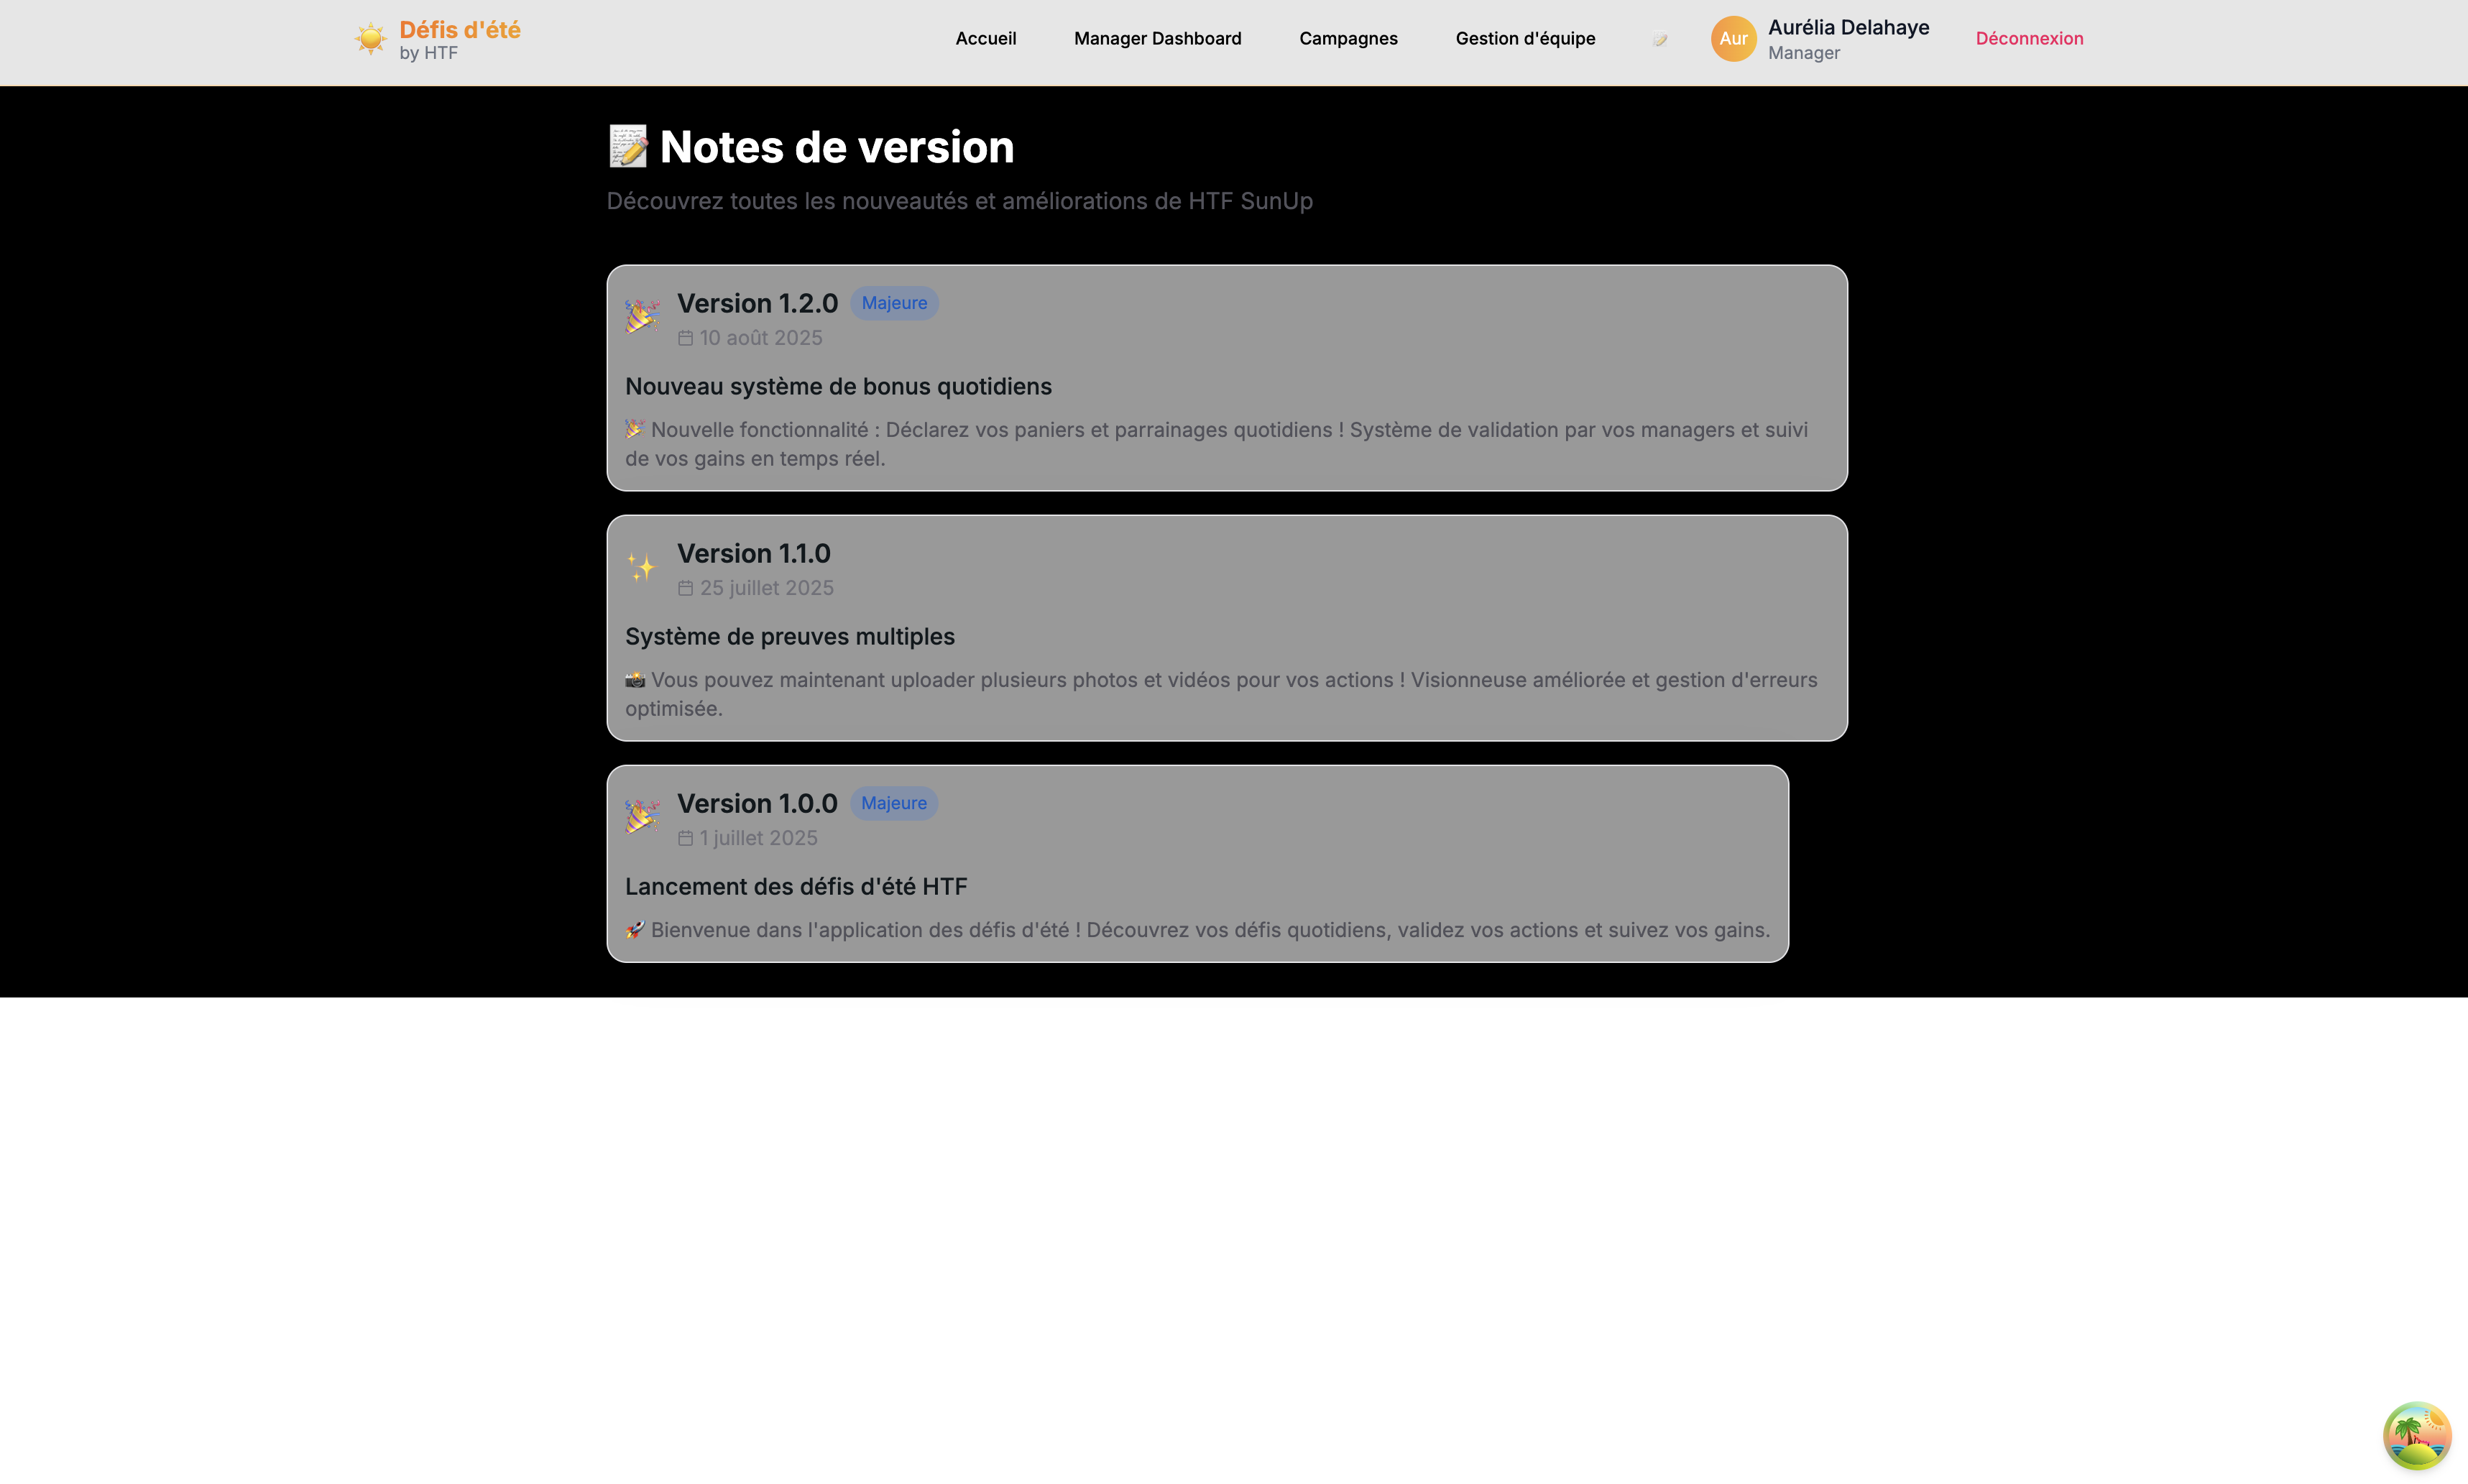 Défis d'été
by HTF
Accueil
Manager Dashboard
Campagnes
Gestion d'équipe
Aur
Aurélia Delahaye
Manager
Déconnexion
Notes de version
Découvrez toutes les nouveautés et améliorations de HTF SunUp
Version 1.2.0 Majeure
10 août 2025
Nouveau système de bonus quotidiens
🎉 Nouvelle fonctionnalité : Déclarez vos paniers et parrainages quotidiens ! Système de validation par vos managers et suivi
de vos gains en temps réel.
Version 1.1.0
25 juillet 2025
Système de preuves multiples
📸 Vous pouvez maintenant uploader plusieurs photos et vidéos pour vos actions ! Visionneuse améliorée et gestion d'erreurs
optimisée.
Version 1.0.0 Majeure
1 juillet 2025
Lancement des défis d'été HTF
🚀 Bienvenue dans l'application des défis d'été ! Découvrez vos défis quotidiens, validez vos actions et suivez vos gains.